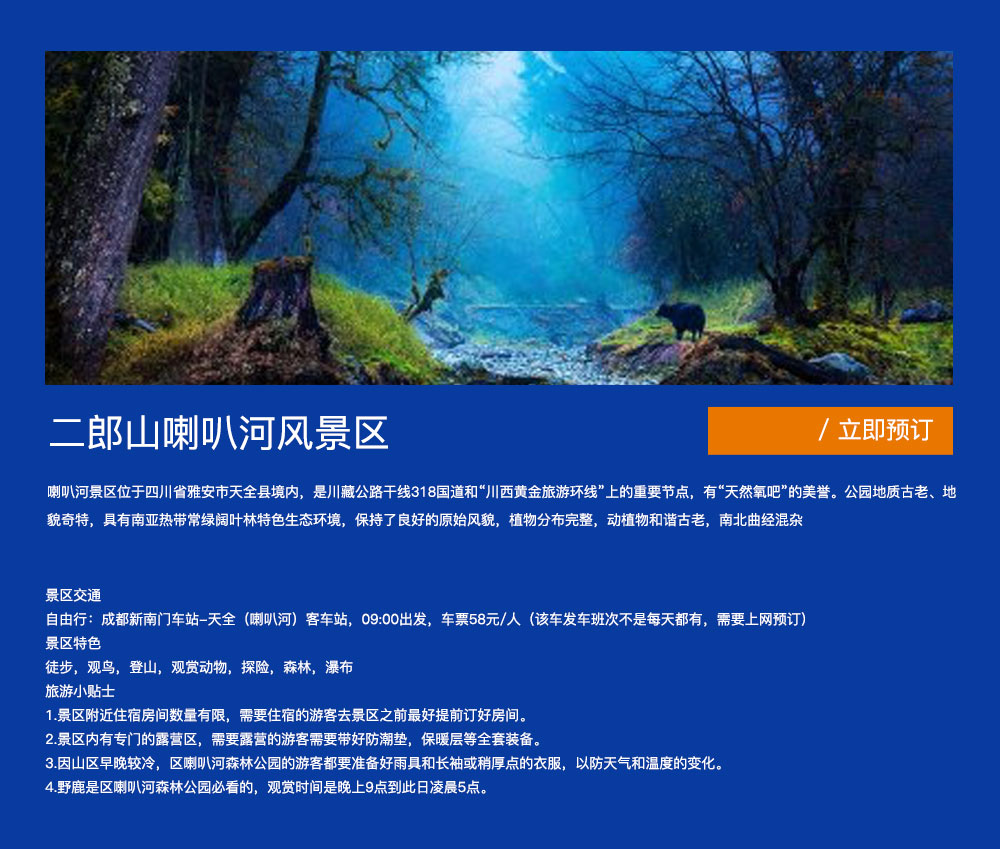 二郎山喇叭河风景区
/ 立即预订
喇叭河景区位于四川省雅安市天全县境内，是川藏公路干线318国道和“川西黄金旅游环线”上的重要节点，有“天然氧吧”的美誉。公园地质古老、地
貌奇特，具有南亚热带常绿阔叶林特色生态环境，保持了良好的原始风貌，植物分布完整，动植物和谐古老，南北曲经混杂
景区交通
自由行：成都新南门车站-天全（喇叭河）客车站，09:00出发，车票58元/人（该车发车班次不是每天都有，需要上网预订）
景区特色
徒步，观鸟，登山，观赏动物，探险，森林，瀑布
旅游小贴士
1.景区附近住宿房间数量有限，需要住宿的游客去景区之前最好提前订好房间。
2.景区内有专门的露营区，需要露营的游客需要带好防潮垫，保暖层等全套装备。
3.因山区早晚较冷，区喇叭河森林公园的游客都要准备好雨具和长袖或稍厚点的衣服，以防天气和温度的变化。
4.野鹿是区喇叭河森林公园必看的，观赏时间是晚上9点到此日凌晨5点。